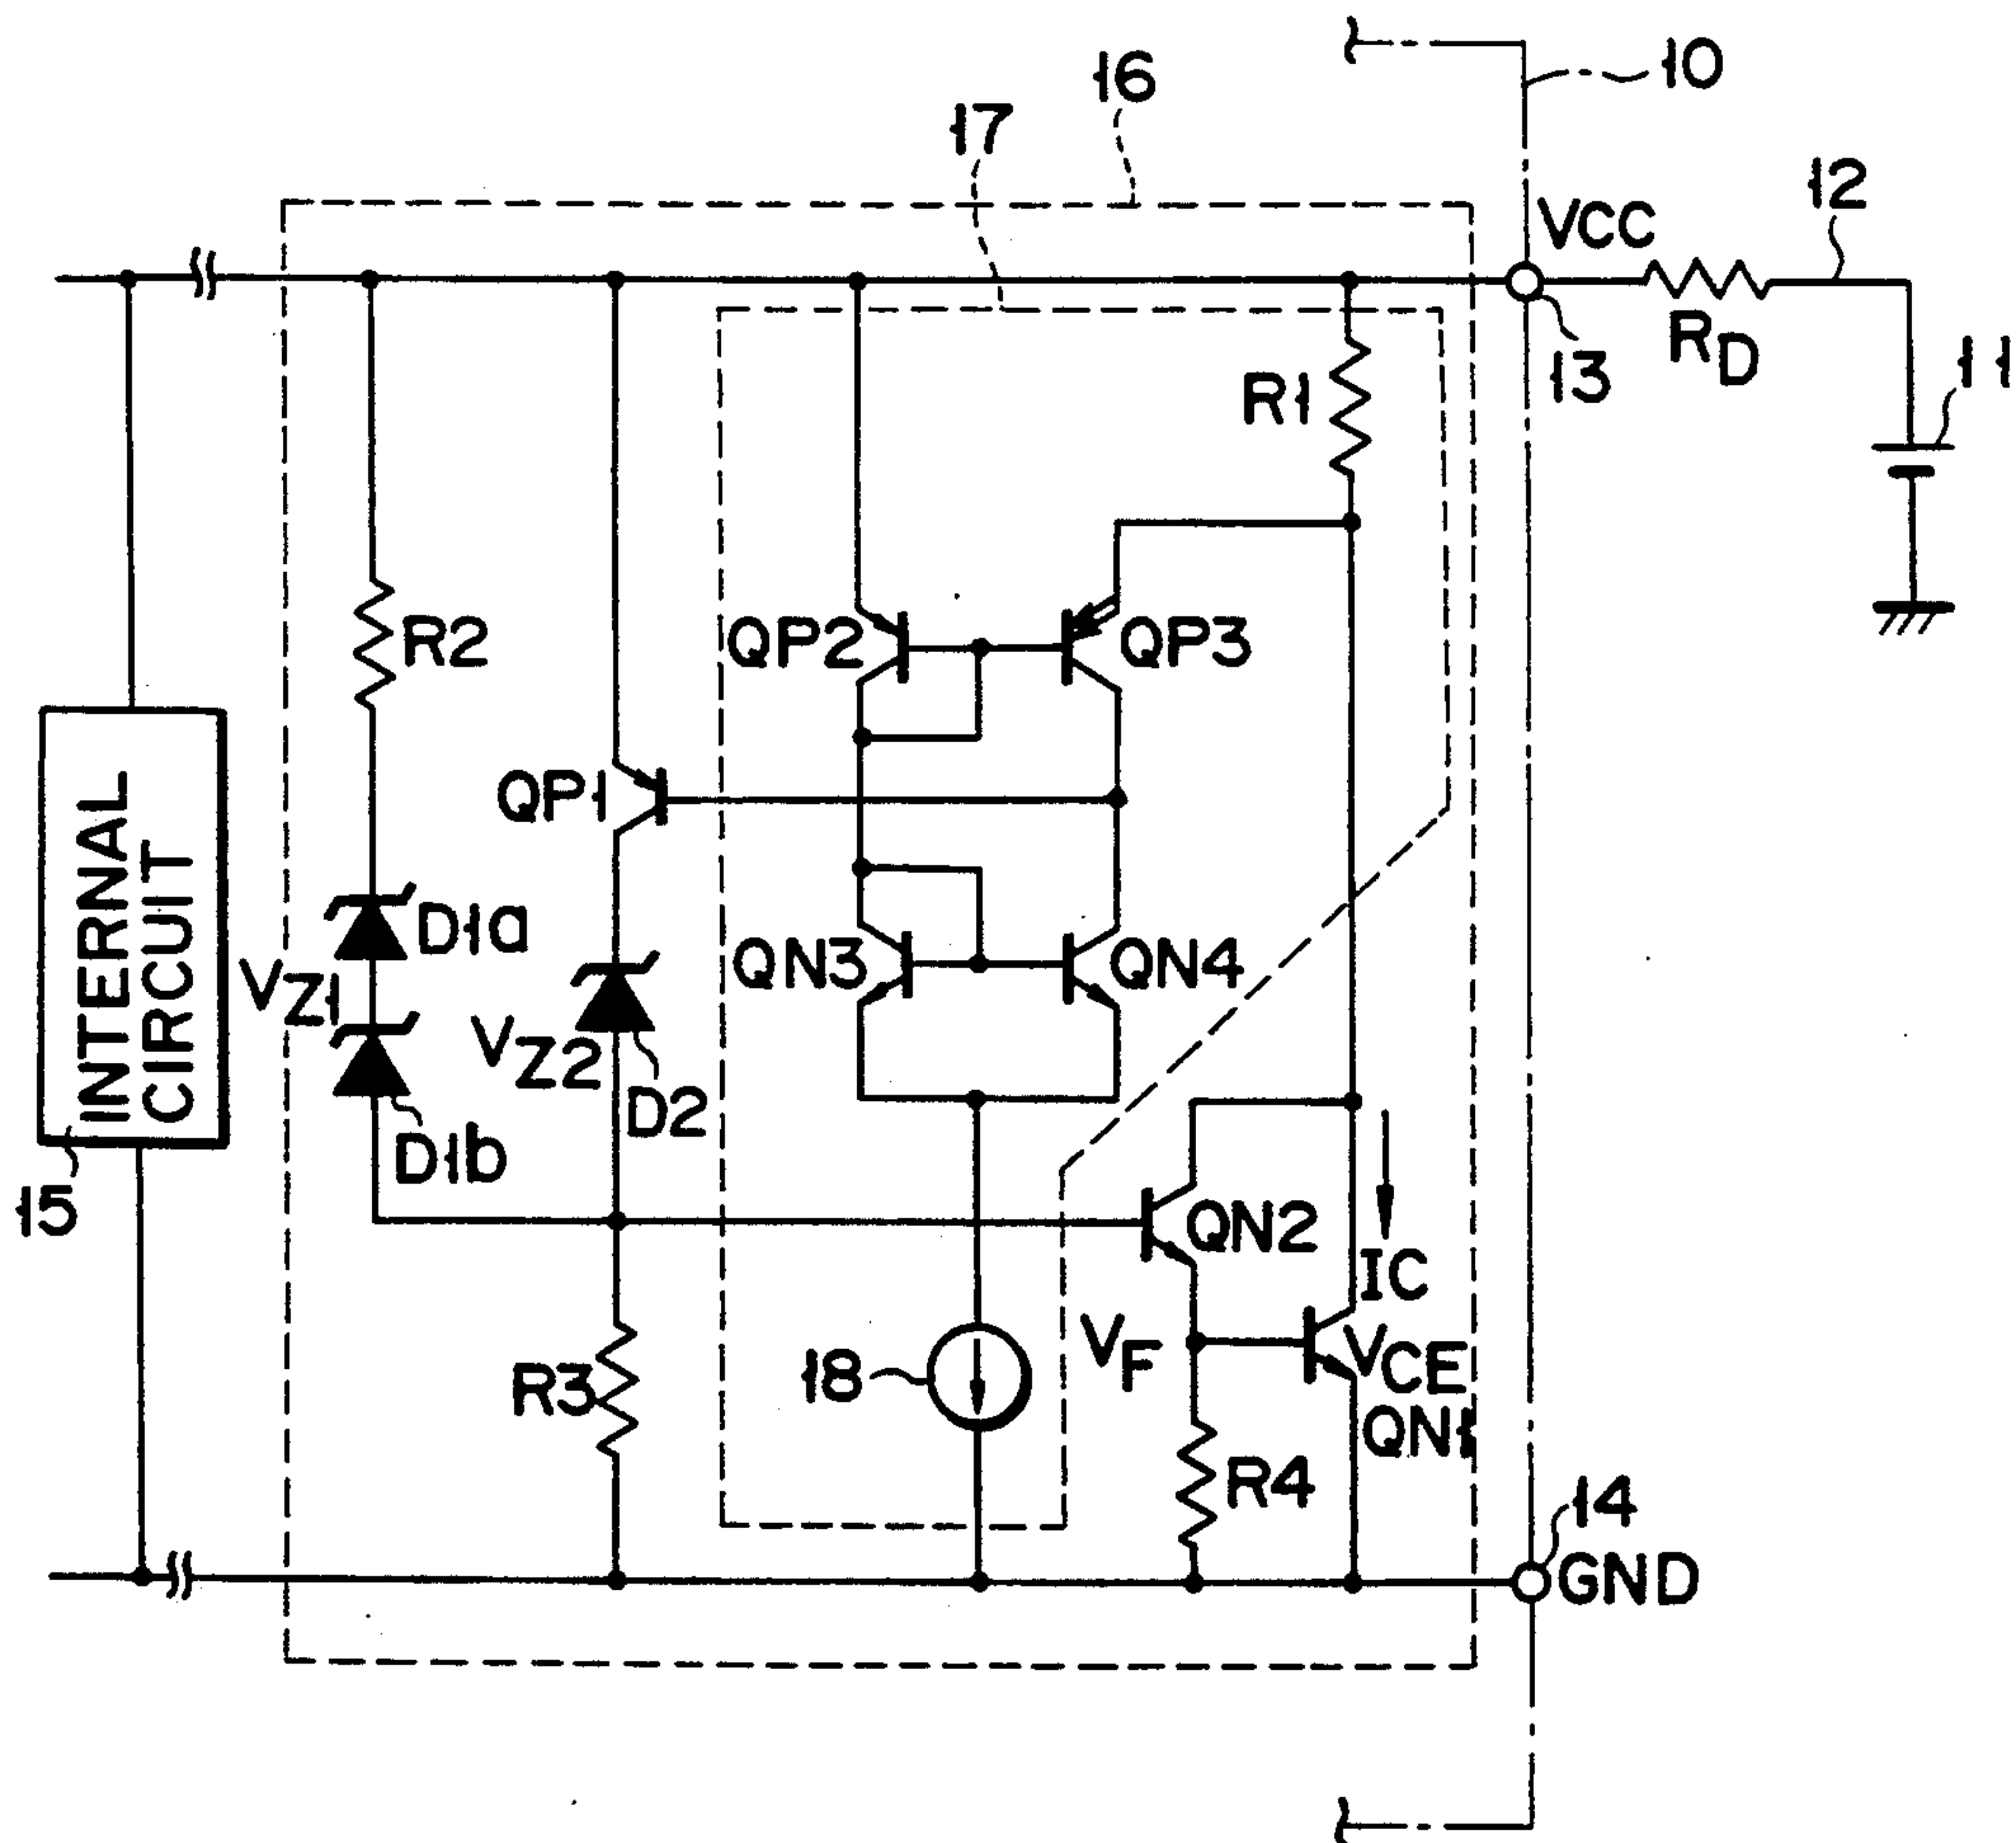 10
16
17
12
VCC
13
RD
11
R1
R2
QP2
QP3
QP1
INTERNAL
CIRCUIT
D1a
VZ1
QN3
QN4
VZ2
D2
D1b
15
QN2
IC
VF
VCE
18
R3
QN1
R4
14
GND